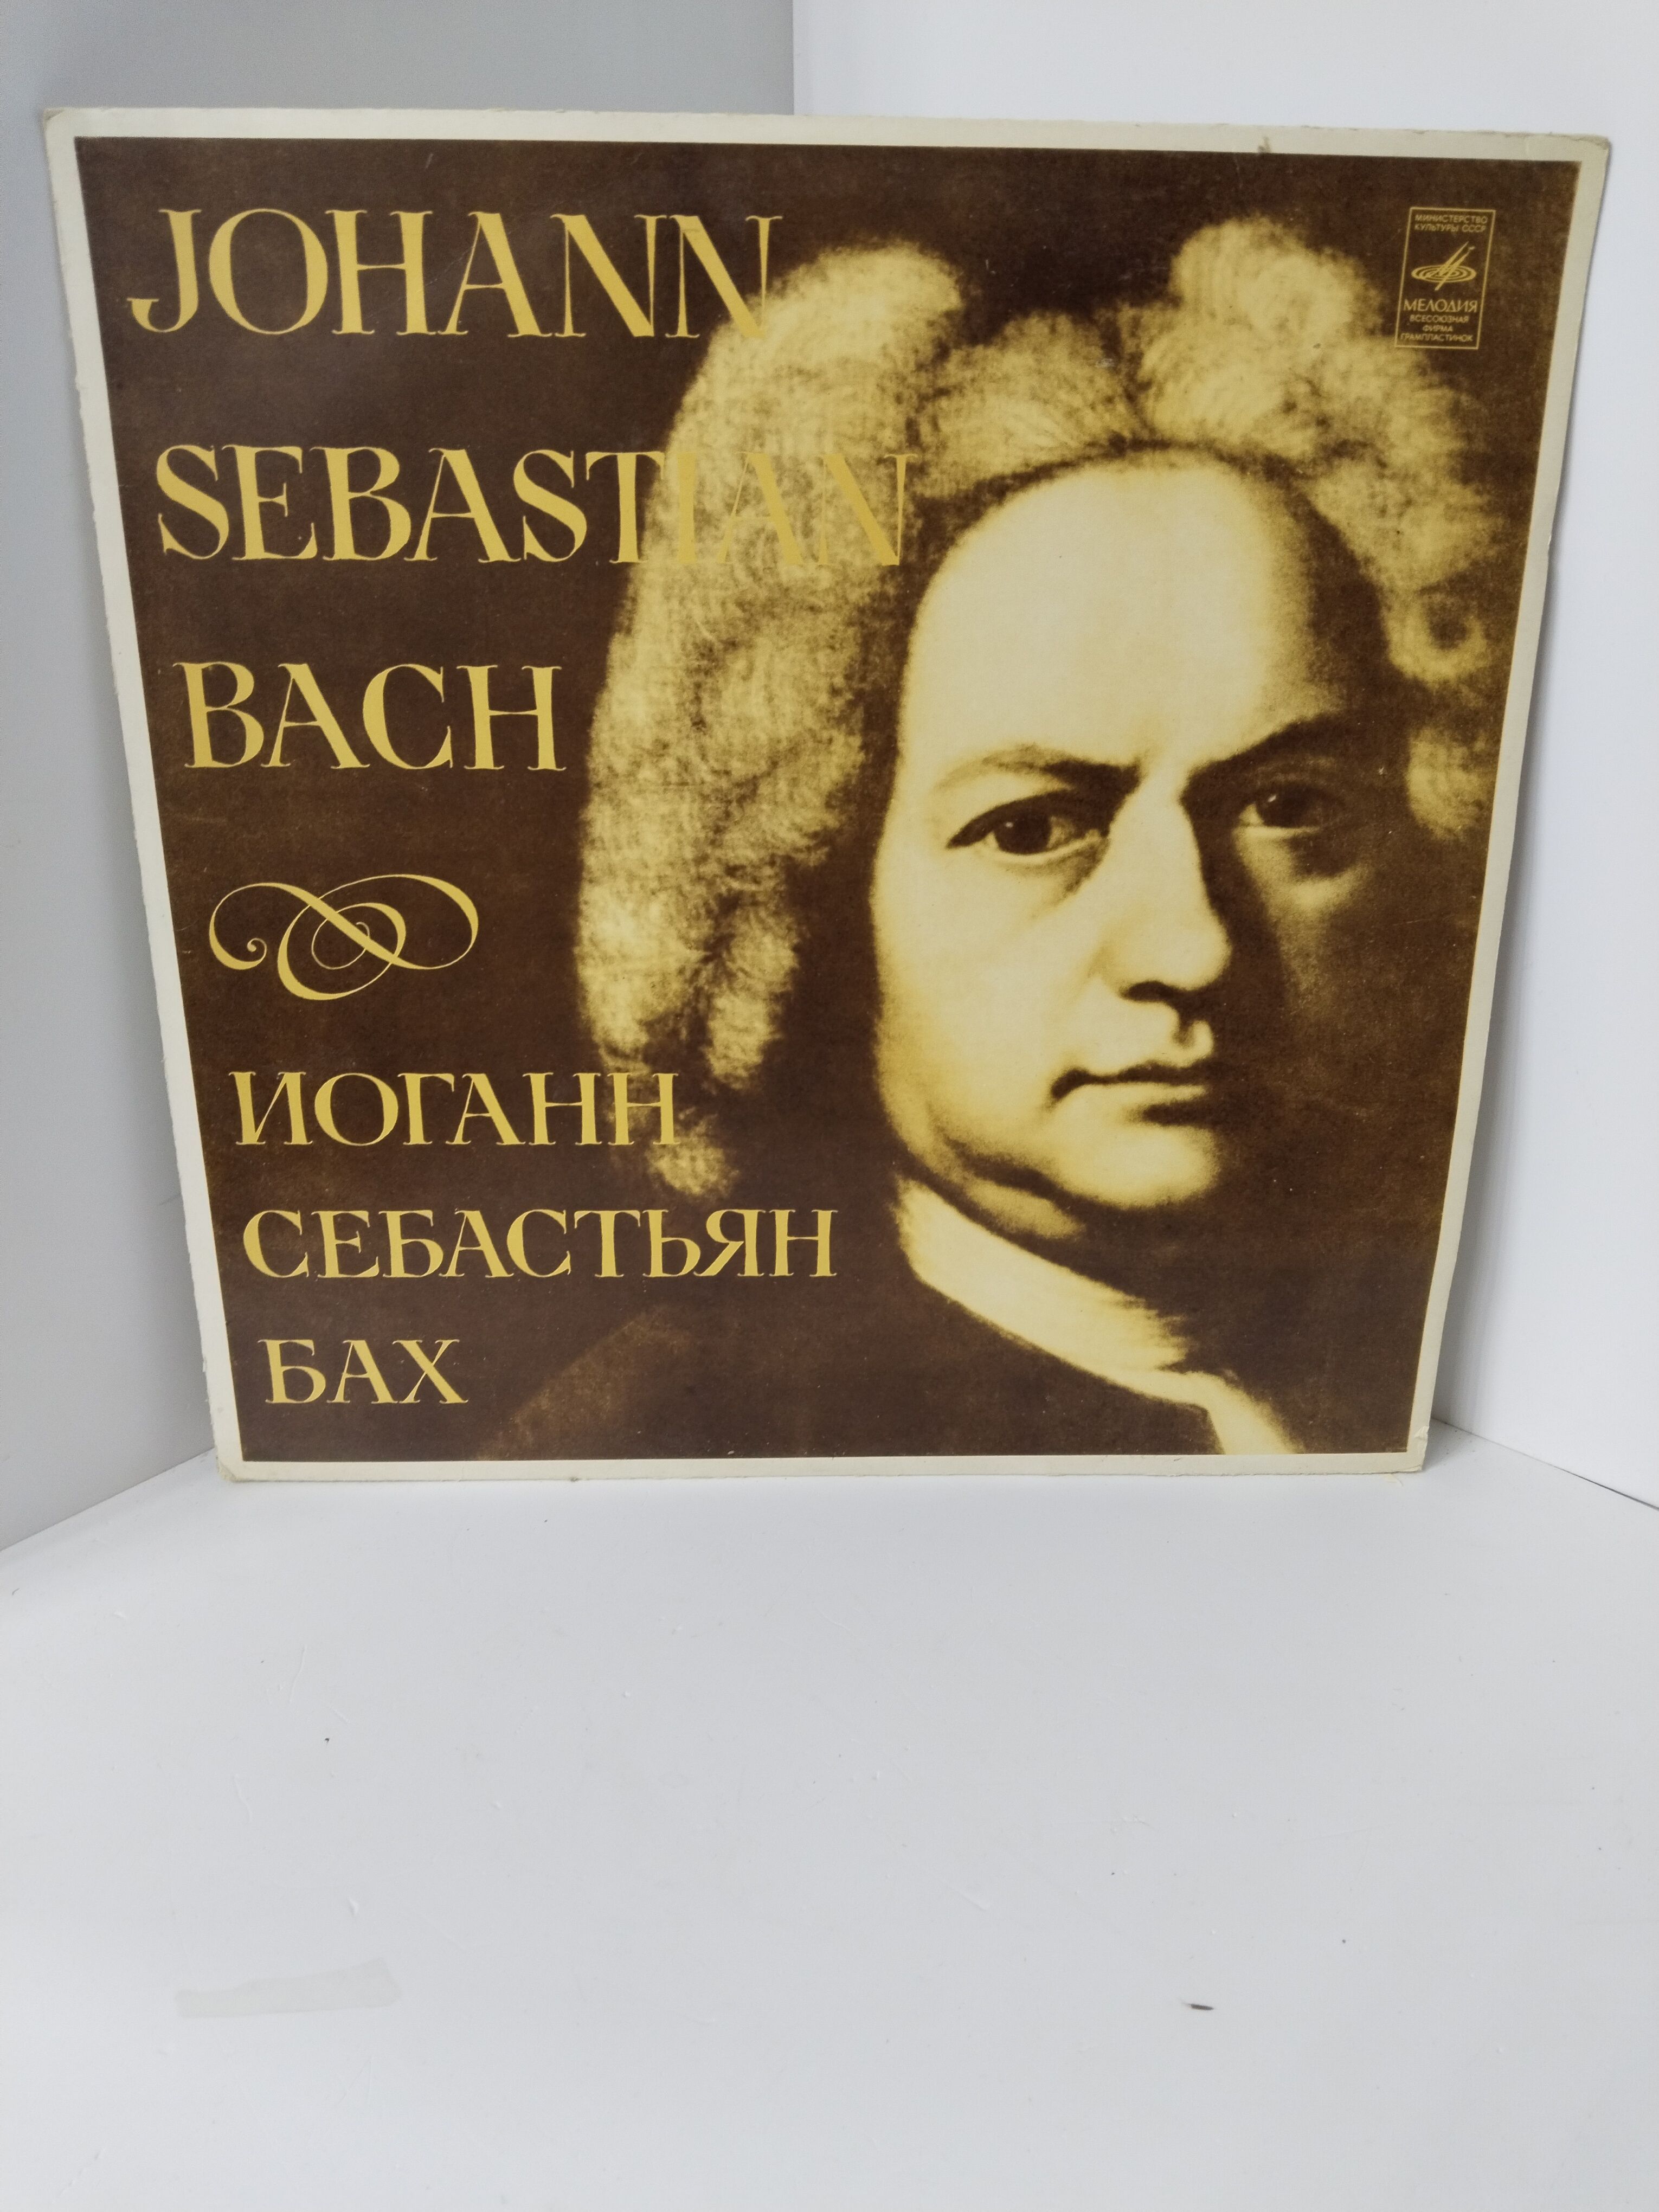 JOHANN
SEBASTIAN
BACH
ИОГАНН
СЕБАСТЬЯН
БАХ
МИНИСТЕРСТВО
КУЛЬТУРЫ СССР
МЕЛОДИЯ
ВСЕСОЮЗНАЯ
ФИРМА
ГРАМПЛАСТИНОК